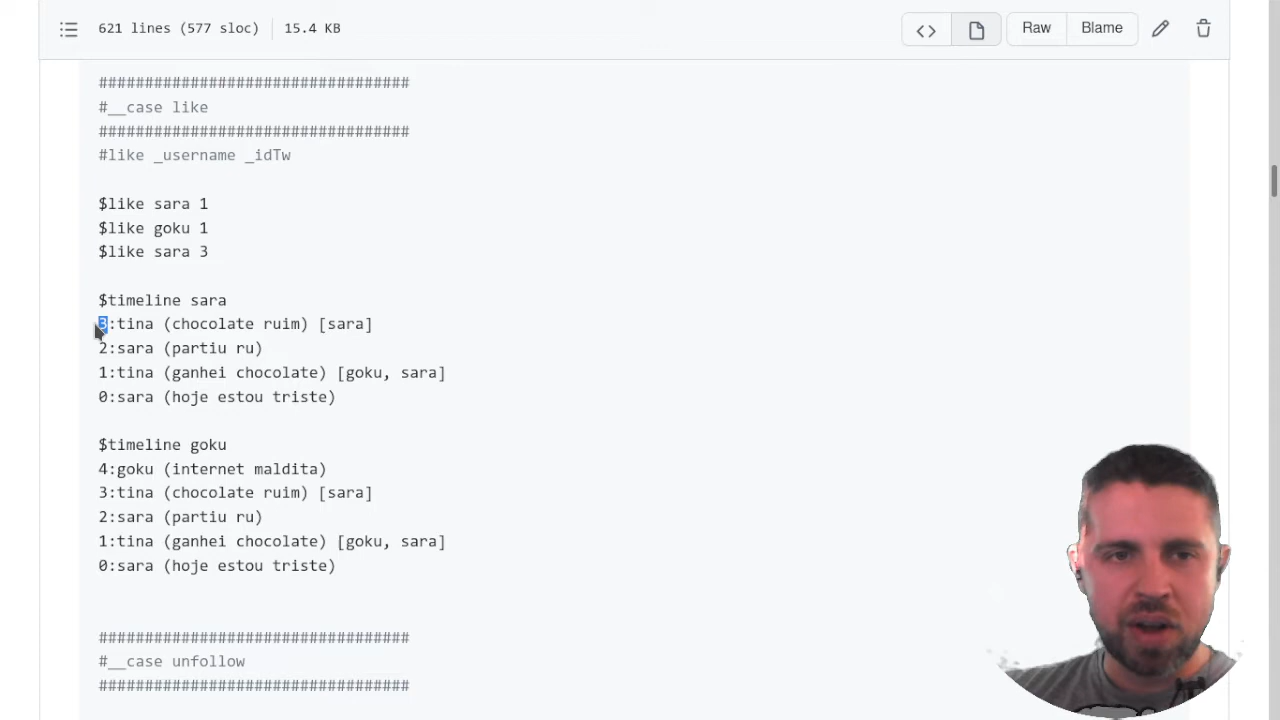 621 lines (577 sloc) 15.4 KB Raw Blame
##################################
#__case like
##################################
#like _username _idTw
$like sara 1
$like goku 1
$like sara 3
$timeline sara
3:tina (chocolate ruim) [sara]
2:sara (partiu ru)
1:tina (ganhei chocolate) [goku, sara]
0:sara (hoje estou triste)
$timeline goku
4:goku (internet maldita)
3:tina (chocolate ruim) [sara]
2:sara (partiu ru)
1:tina (ganhei chocolate) [goku, sara]
0:sara (hoje estou triste)
##################################
#__case unfollow
##################################